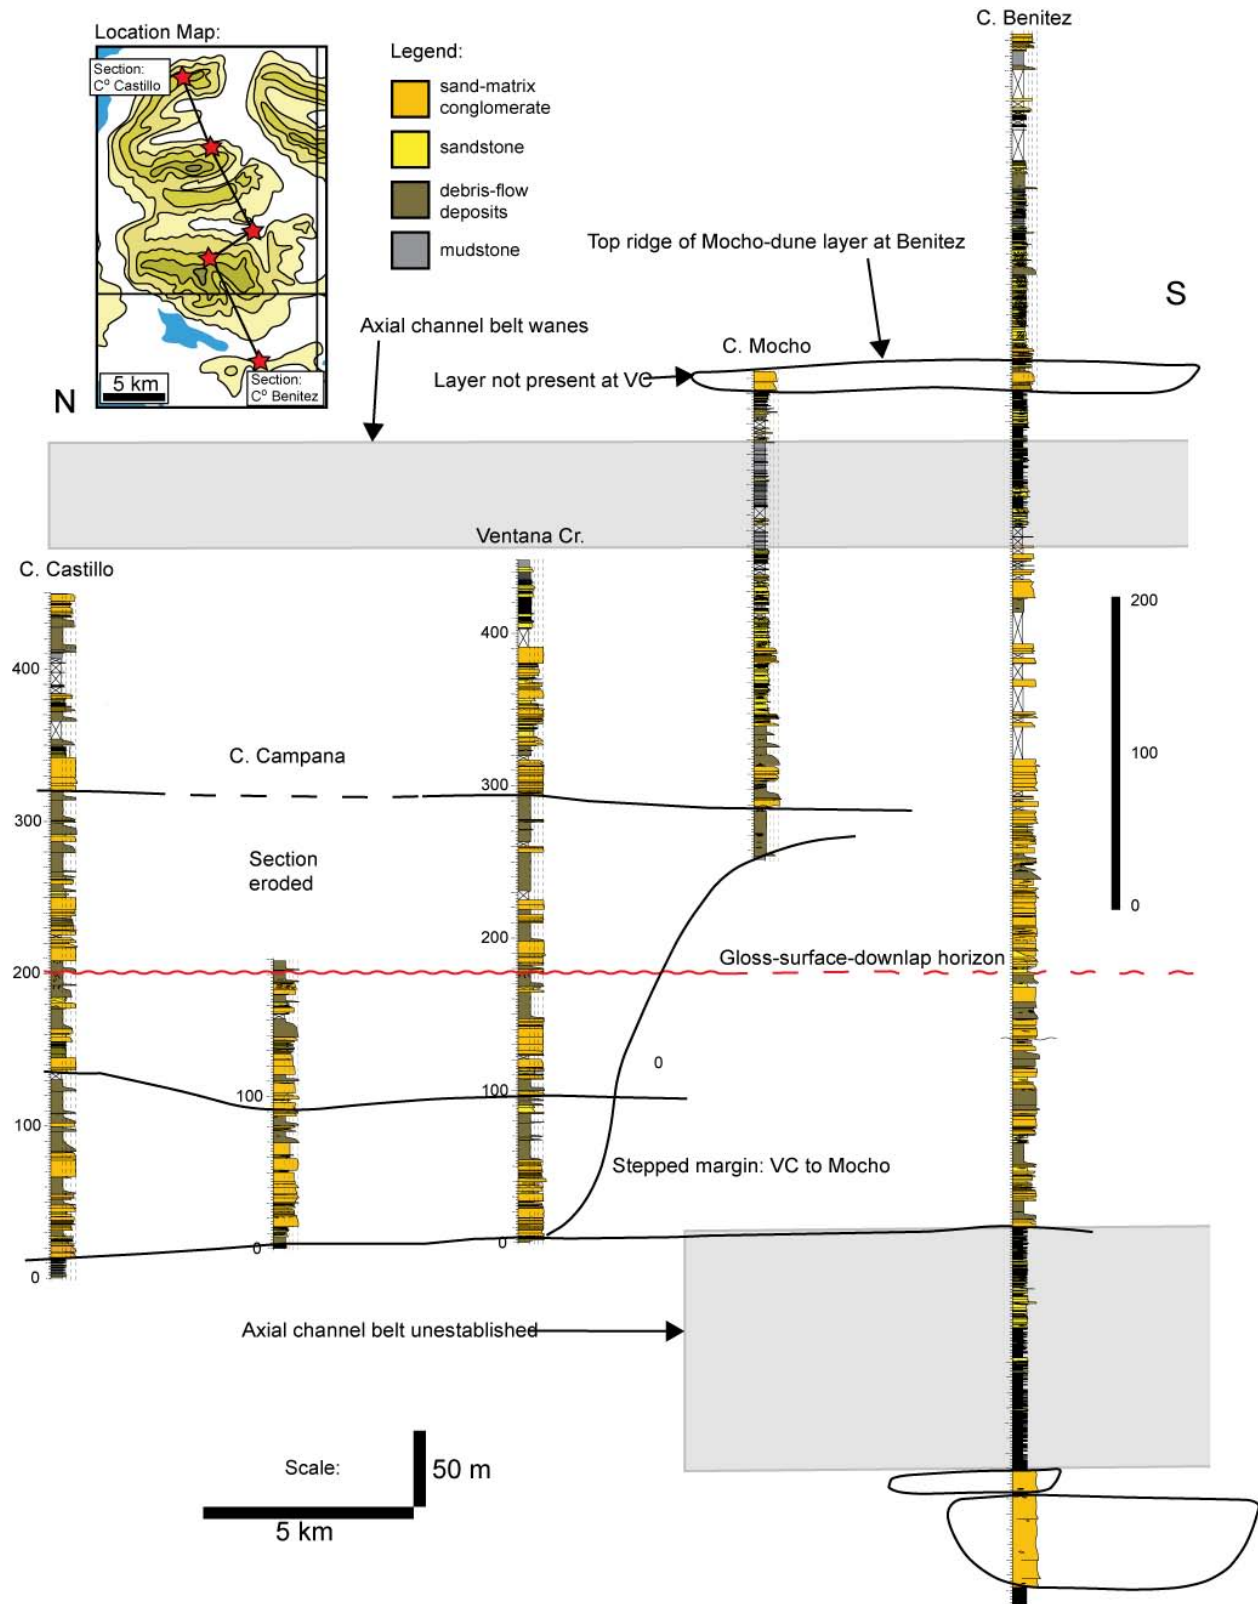 C. Benitez
Location Map:
Section:
Cº Castillo
5 km
Section:
Cº Benitez
Legend:
sand-matrix
conglomerate
sandstone
debris-flow
deposits
mudstone
Top ridge of Mocho-dune layer at Benitez
S
Axial channel belt wanes
C. Mocho
Layer not present at VC
N
Ventana Cr.
C. Castillo
200
100
0
400
300
200
100
0
C. Campana
Section
eroded
100
0
400
300
200
100
0
Gloss-surface-downlap horizon
0
Stepped margin: VC to Mocho
Axial channel belt unestablished
Scale:
50 m
5 km